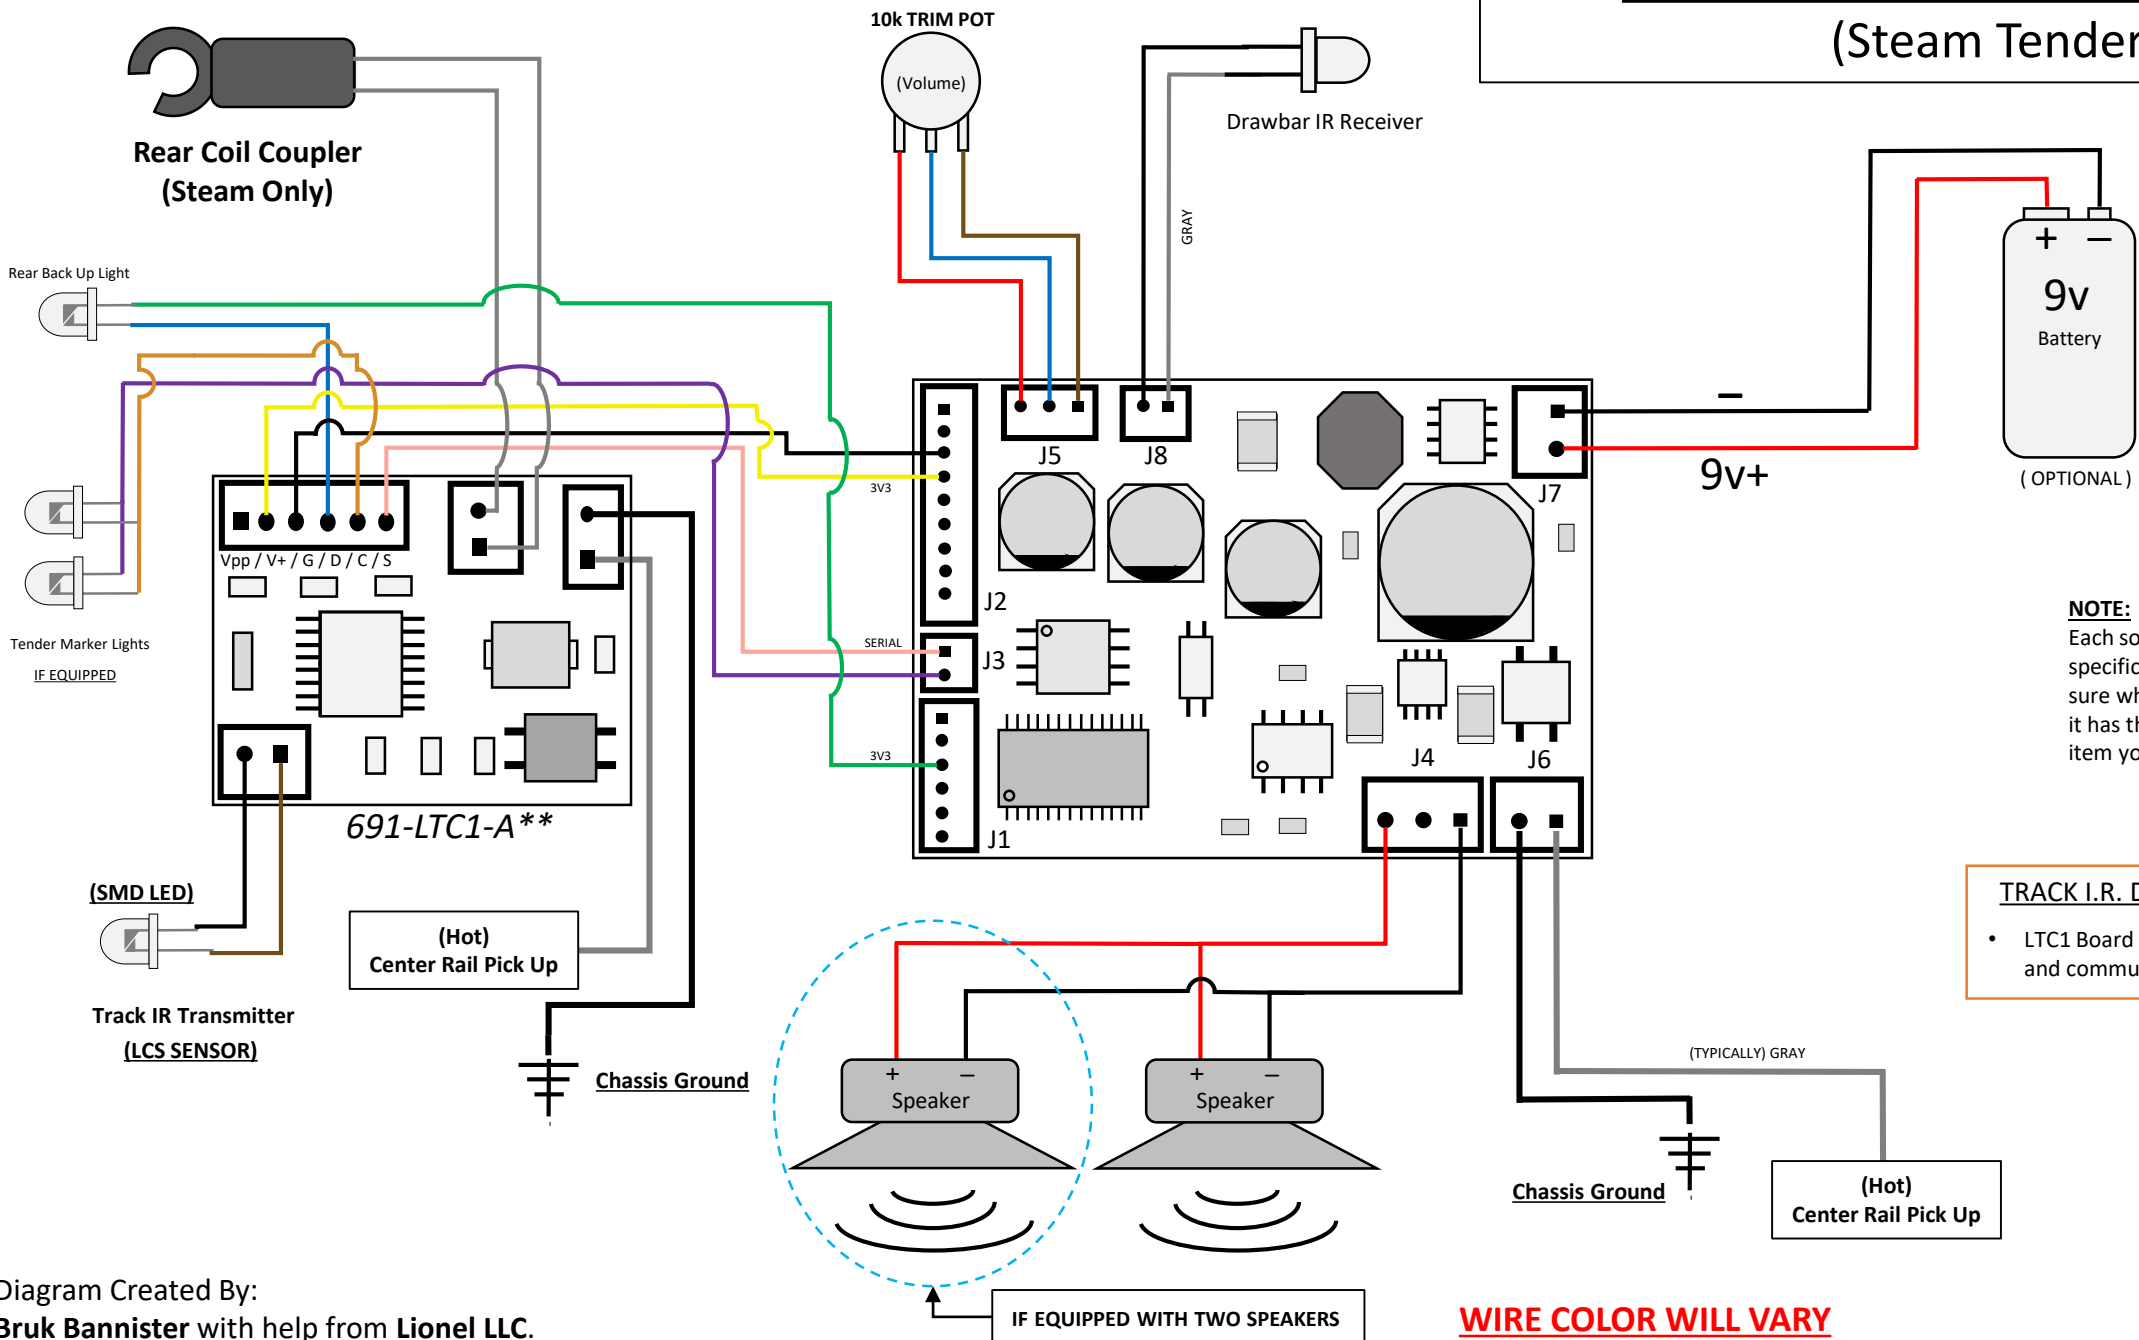 (Steam Tender
10k TRIM POT
(Volume)
Drawbar IR Receiver
Rear Coil Coupler
(Steam Only)
GRAY
Rear Back Up Light
+ –
9v
Battery
( OPTIONAL )
–
9v+
J5
J8
J7
3V3
Vpp / V+ / G / D / C / S
J2
SERIAL
J3
Tender Marker Lights
IF EQUIPPED
3V3
J4
J6
J1
691-LTC1-A**
NOTE:
Each so
specific
sure wh
it has th
item yo
(SMD LED)
(Hot)
Center Rail Pick Up
TRACK I.R. D
• LTC1 Board
and commu
Track IR Transmitter
(LCS SENSOR)
Chassis Ground
+ –
Speaker
+ –
Speaker
(TYPICALLY) GRAY
Chassis Ground
(Hot)
Center Rail Pick Up
Diagram Created By:
Bruk Bannister with help from Lionel LLC.
IF EQUIPPED WITH TWO SPEAKERS
WIRE COLOR WILL VARY